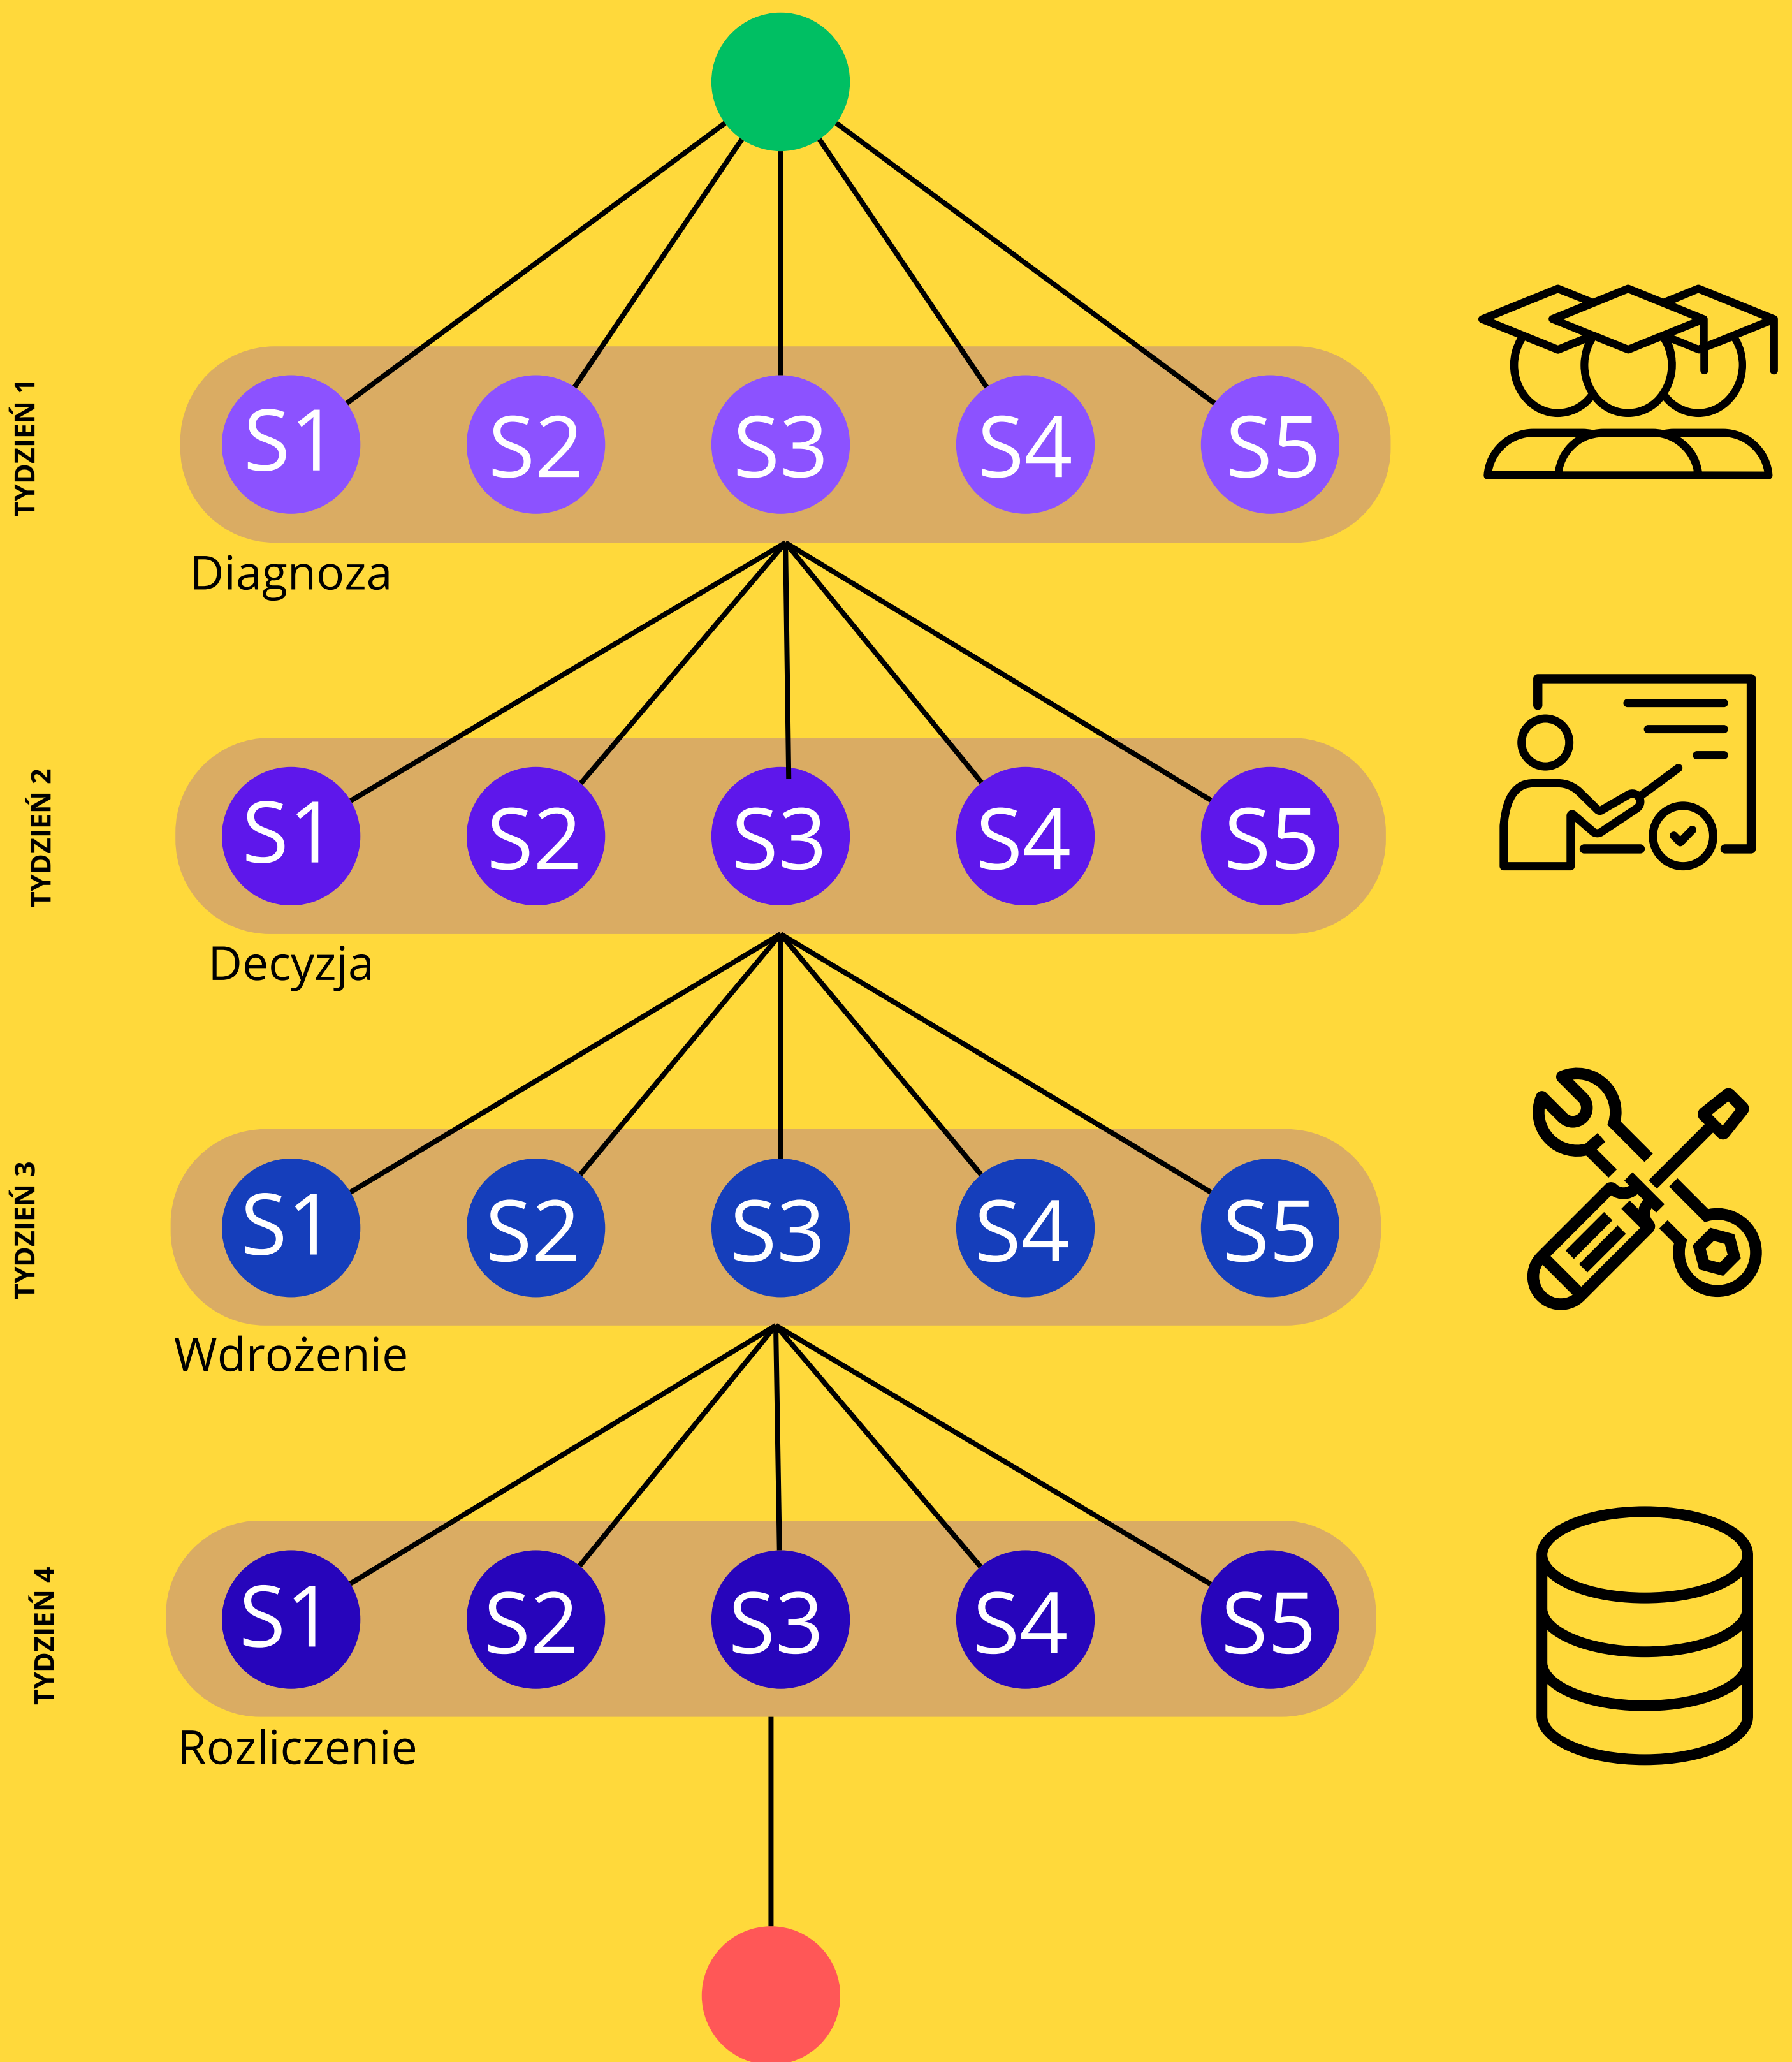 TYDZIEŃ 1
S1
S2
S3
S4
S5
Diagnoza
TYDZIEŃ 2
S1
S2
S3
S4
S5
Decyzja
TYDZIEŃ 3
S1
S2
S3
S4
S5
Wdrożenie
TYDZIEŃ 4
S1
S2
S3
S4
S5
Rozliczenie